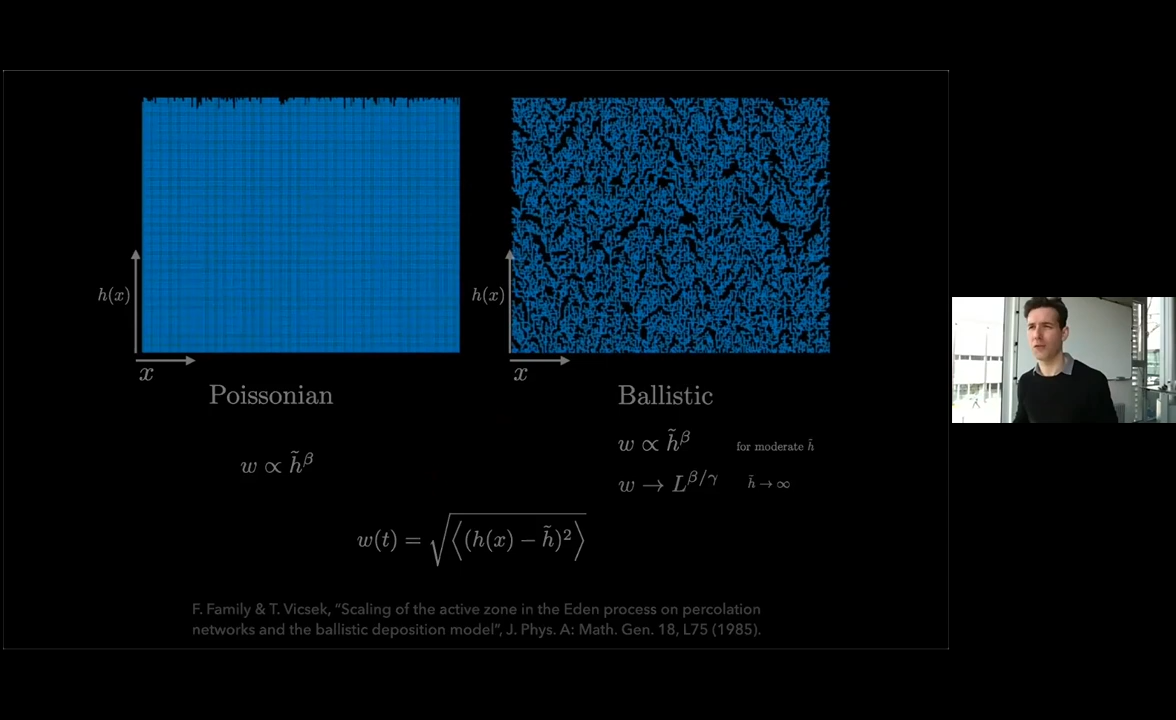 h(x)
h(x)
x
x
Poissonian
Ballistic
w ∝ h̃^β
w ∝ h̃^β for moderate h̃
w → L^{β/γ} h̃ → ∞
w(t) = √⟨(h(x) − h̃)²⟩
F. Family & T. Vicsek, “Scaling of the active zone in the Eden process on percolation
networks and the ballistic deposition model”, J. Phys. A: Math. Gen. 18, L75 (1985).